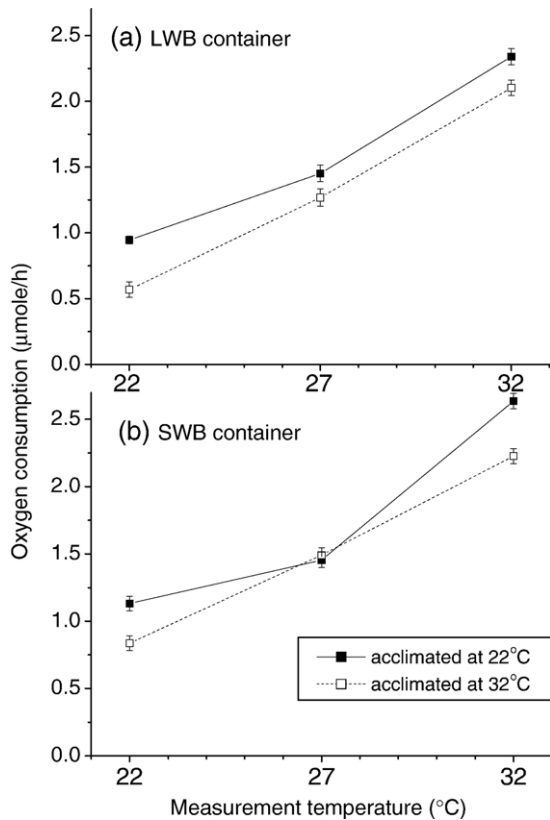 (a) LWB container
2.5
2.0
1.5
1.0
0.5
0.0
22 27 32
(b) SWB container
2.5
2.0
1.5
1.0
0.5
0.0
22 27 32
acclimated at 22°C
acclimated at 32°C
Oxygen consumption (μmole/h)
Measurement temperature (°C)